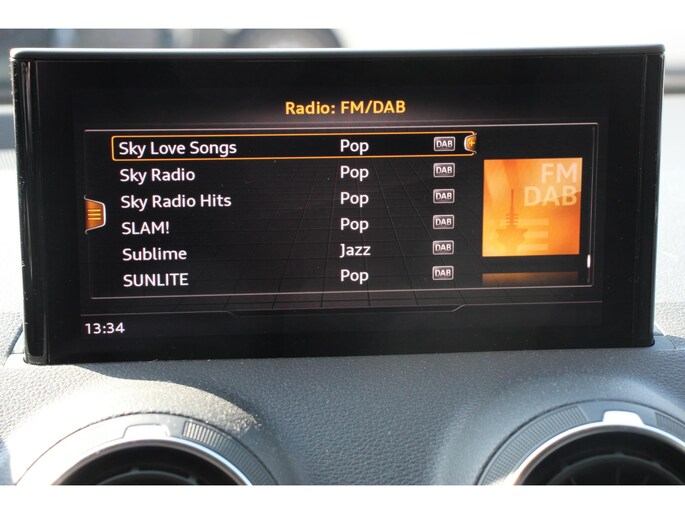 Radio: FM/DAB
Sky Love Songs Pop DAB
Sky Radio Pop DAB
Sky Radio Hits Pop DAB
SLAM! Pop DAB
Sublime Jazz DAB
SUNLITE Pop DAB
FM
DAB
13:34